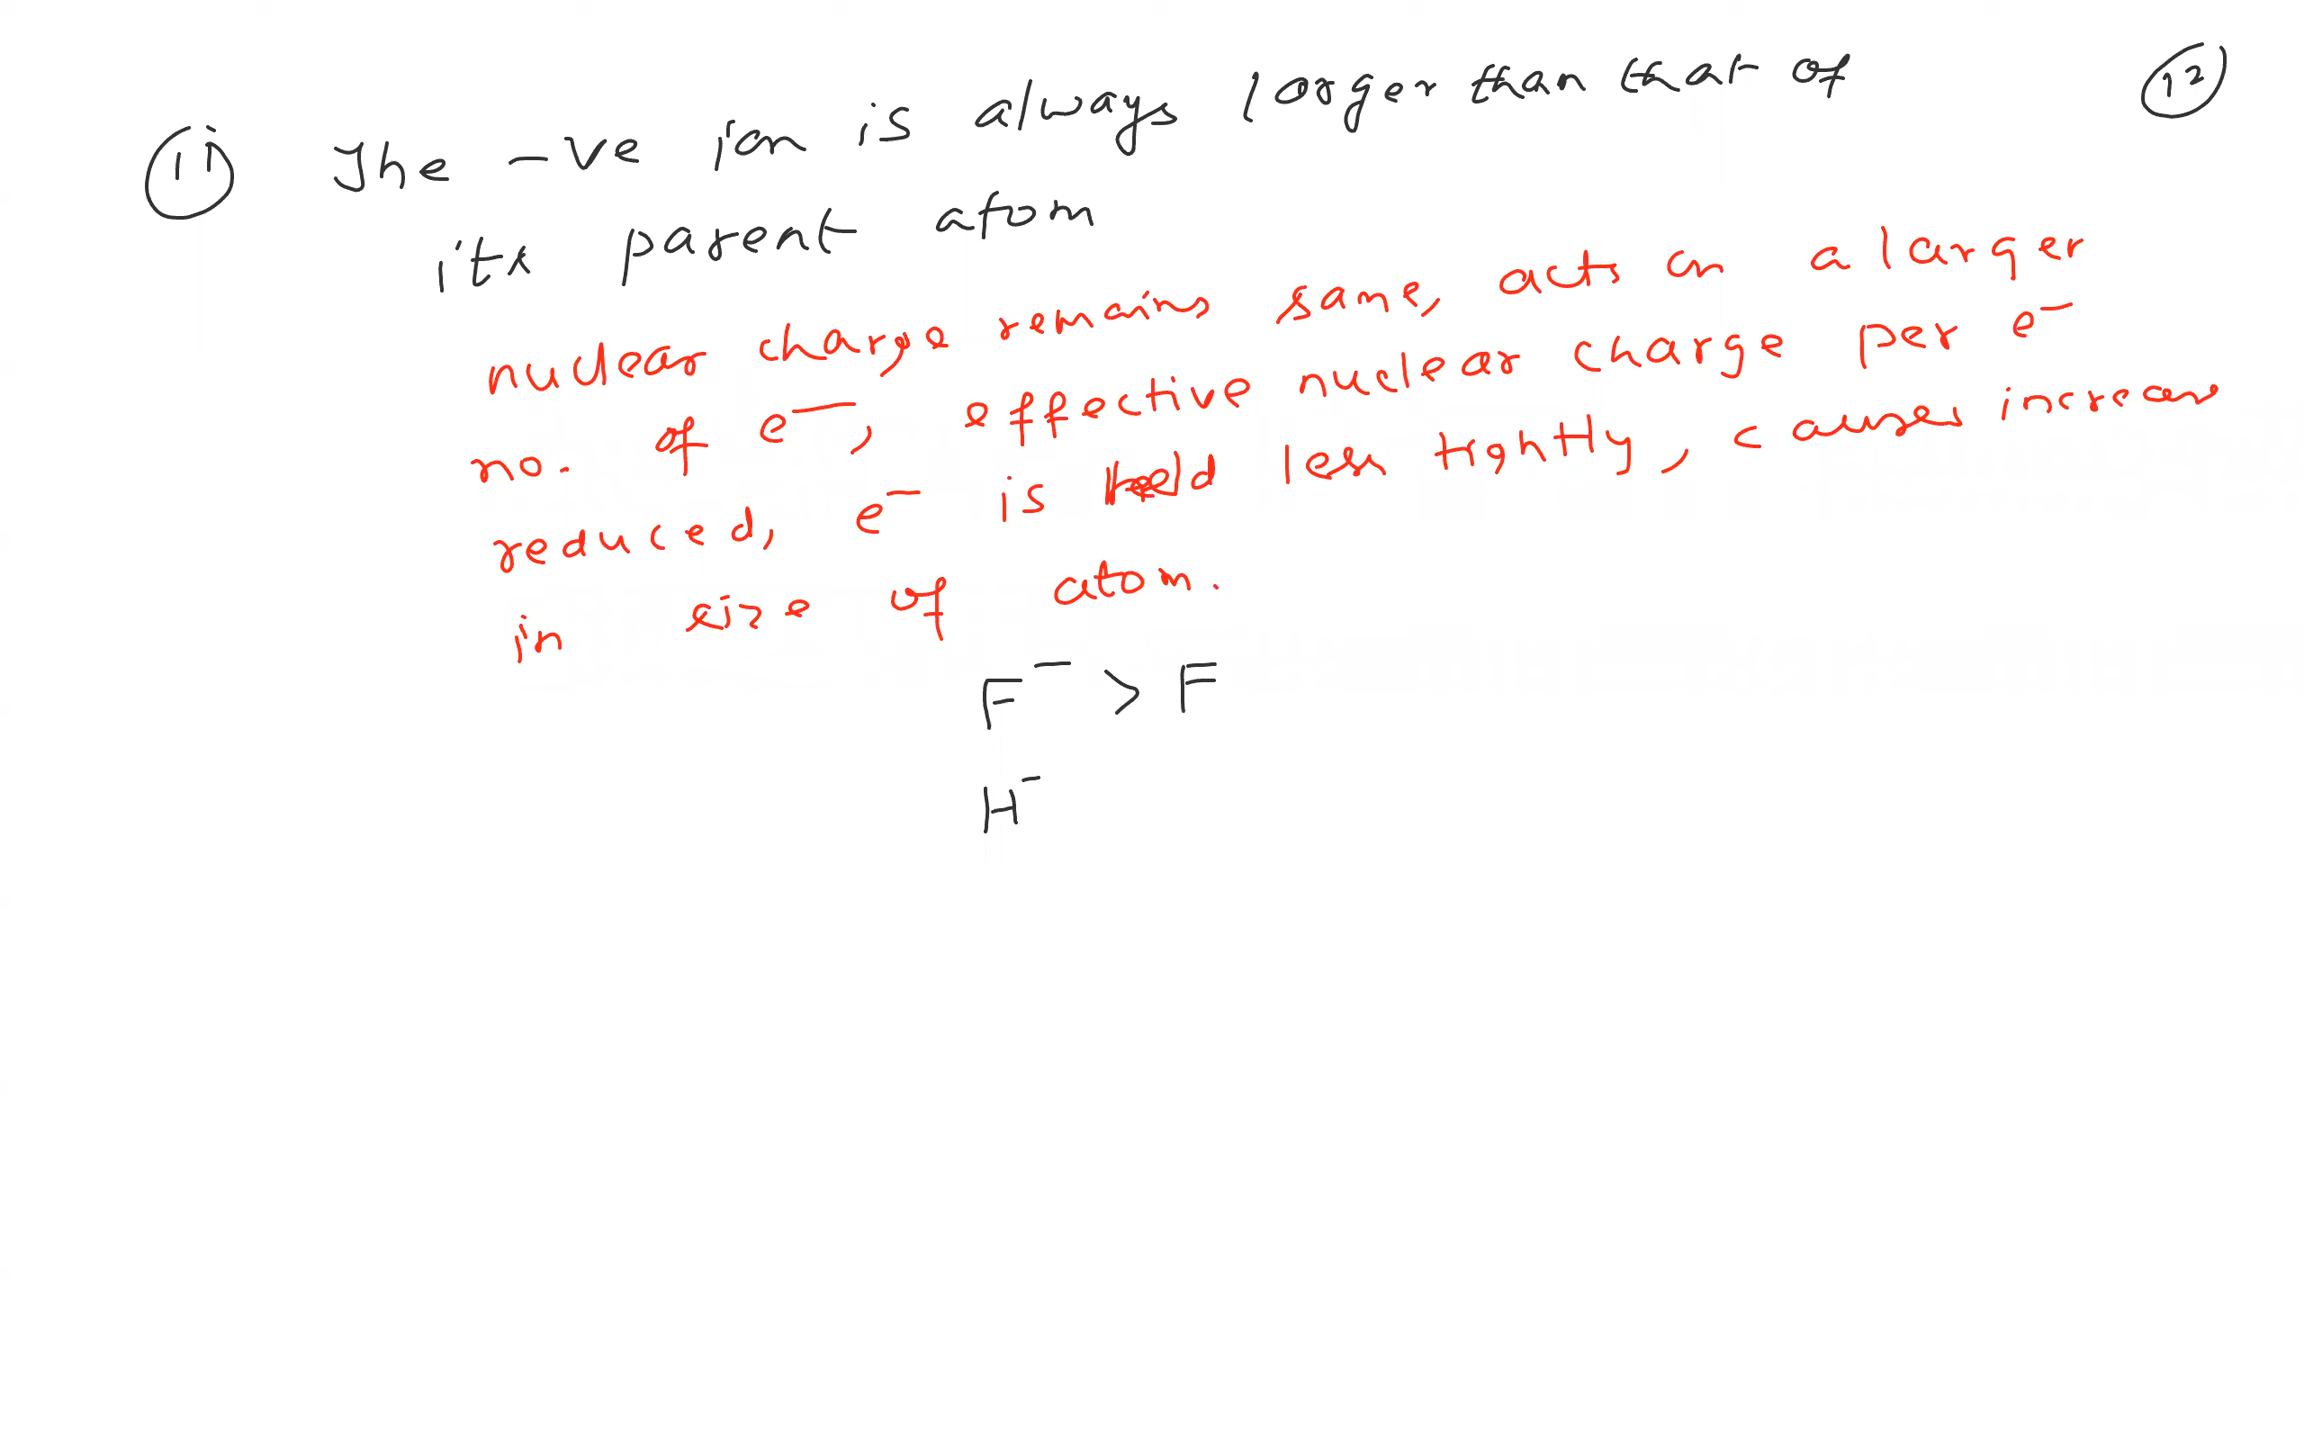 (ii) The -ve ion is always larger than that of (12)
its parent atom
nuclear charge remains same, acts on a larger
no. of e⁻, effective nuclear charge per e⁻
reduced, e⁻ is held less tightly, causes increase
in size of atom.
F⁻ > F
H⁻